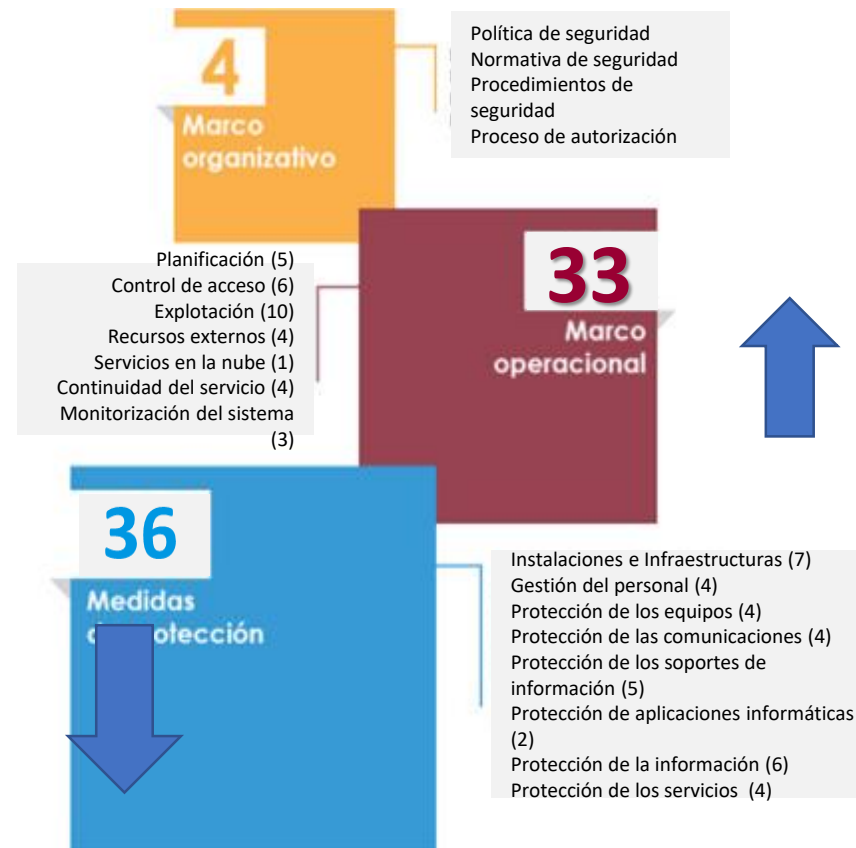 4
Marco
organizativo
Política de seguridad
Normativa de seguridad
Procedimientos de
seguridad
Proceso de autorización
Planificación (5)
Control de acceso (6)
Explotación (10)
Recursos externos (4)
Servicios en la nube (1)
Continuidad del servicio (4)
Monitorización del sistema
(3)
33
Marco
operacional
36
Medidas
otección
Instalaciones e Infraestructuras (7)
Gestión del personal (4)
Protección de los equipos (4)
Protección de las comunicaciones (4)
Protección de los soportes de
información (5)
Protección de aplicaciones informáticas
(2)
Protección de la información (6)
Protección de los servicios (4)